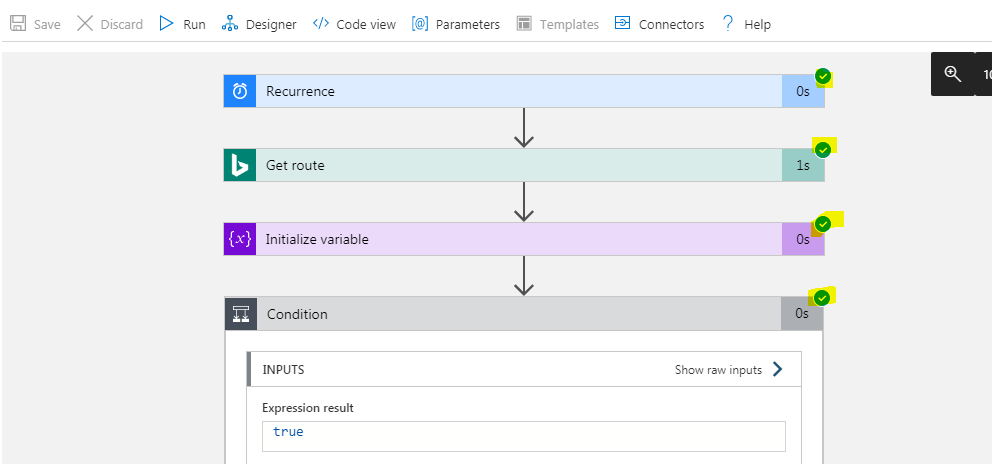 Save Discard Run Designer Code view Parameters Templates Connectors Help
10
Recurrence 0s
Get route 1s
{x} Initialize variable 0s
Condition 0s
INPUTS Show raw inputs
Expression result
true